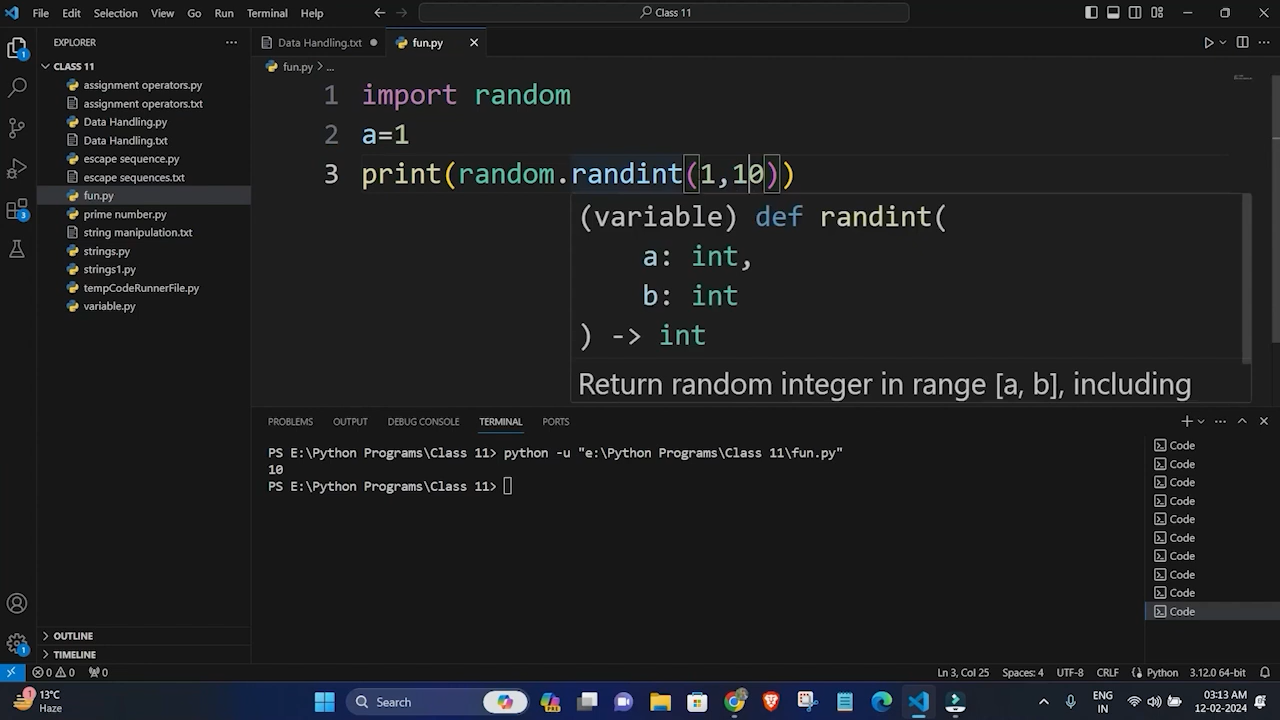 File Edit Selection View Go Run Terminal Help
Class 11
EXPLORER
CLASS 11
assignment operators.py
assignment operators.txt
Data Handling.py
Data Handling.txt
escape sequence.py
escape sequences.txt
fun.py
prime number.py
string manipulation.txt
strings.py
strings1.py
tempCodeRunnerFile.py
variable.py
OUTLINE
TIMELINE
1
3
1
Data Handling.txt
fun.py
fun.py > ...
1 import random
2 a=1
3 print(random.randint(1,10))
(variable) def randint(
a: int,
b: int
) -> int
Return random integer in range [a, b], including
PROBLEMS OUTPUT DEBUG CONSOLE TERMINAL PORTS
PS E:\Python Programs\Class 11> python -u "e:\Python Programs\Class 11\fun.py"
10
PS E:\Python Programs\Class 11>
Code
Code
Code
Code
Code
Code
Code
Code
Code
Code
0 0 0
Ln 3, Col 25 Spaces: 4 UTF-8 CRLF Python 3.12.0 64-bit
1
13°C
Haze
Search
PRE
ENG
IN
03:13 AM
12-02-2024